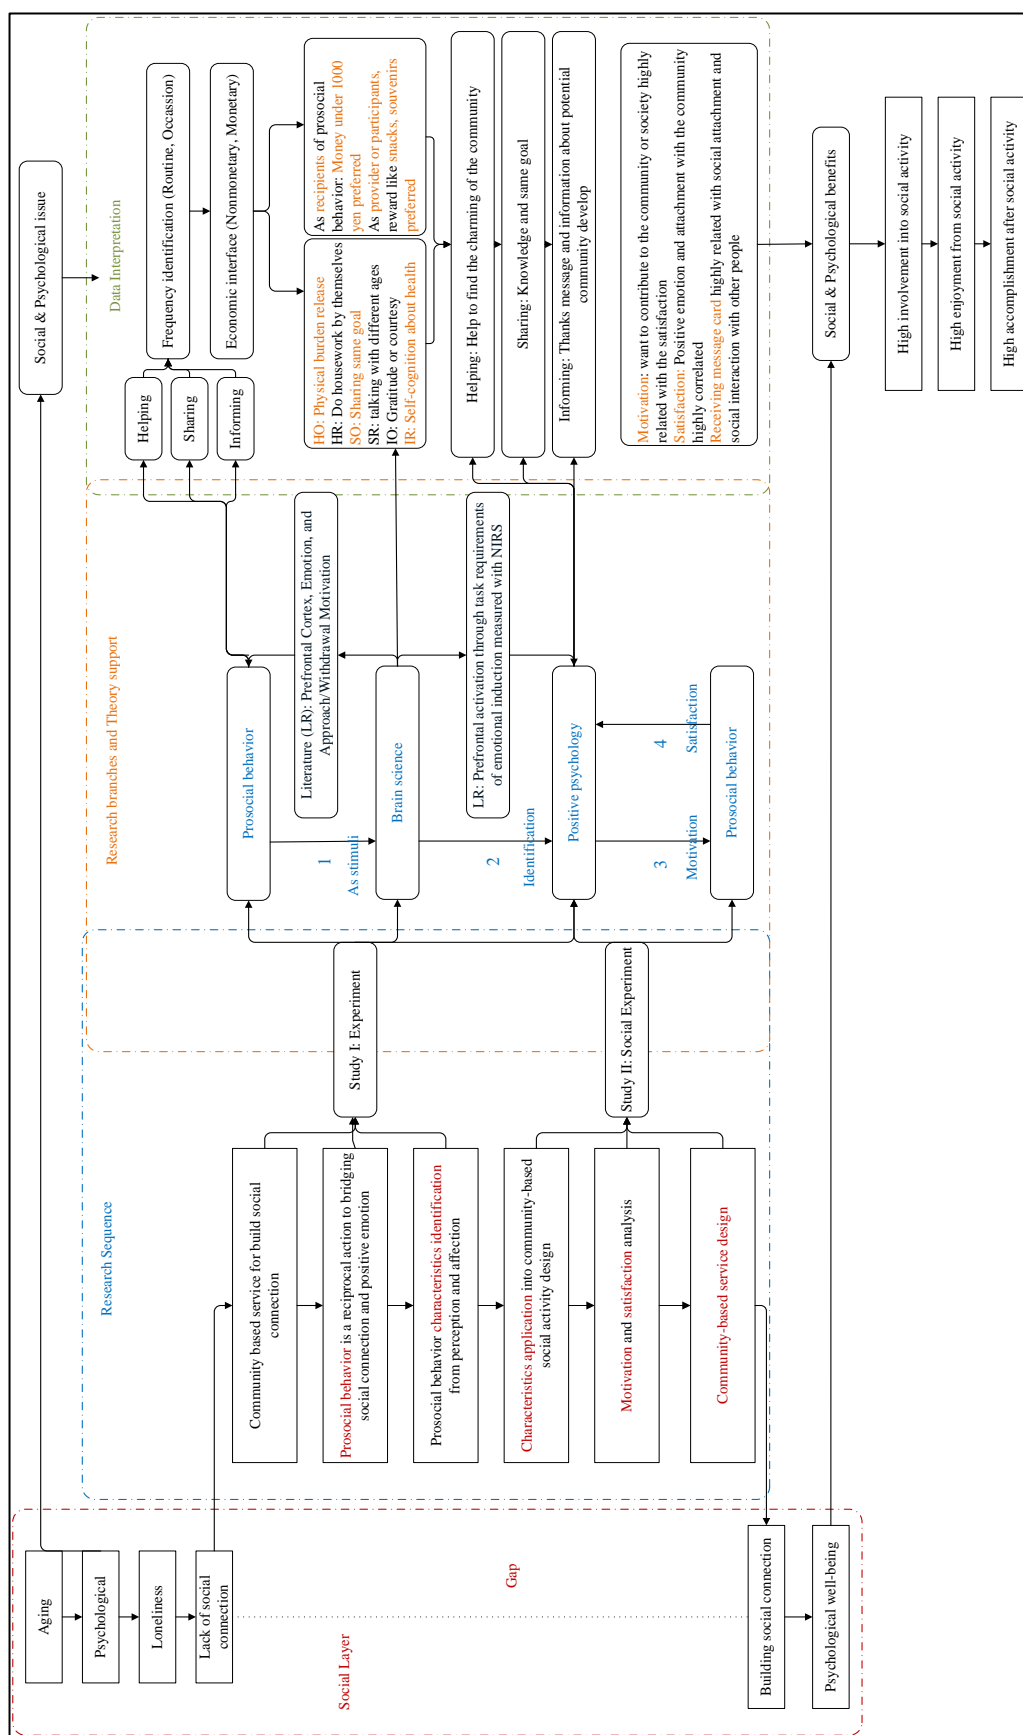 Social Layer
Aging
Psychological
Loneliness
Lack of social
connection
Gap
Building social connection
Psychological well-being
Research Sequence
Community based service for build social
connection
Prosocial behavior is a reciprocal action to bridging
social connection and positive emotion
Prosocial behavior characteristics identification
from perception and affection
Characteristics application into community-based
social activity design
Motivation and satisfaction analysis
Community-based service design
Study I: Experiment
Study II: Social Experiment
Research branches and Theory support
Prosocial behavior
1
As stimuli
Brain science
2
Identification
Positive psychology
3
Motivation
4
Satisfaction
Prosocial behavior
Literature (LR): Prefrontal Cortex, Emotion, and
Approach/Withdrawal Motivation
LR: Prefrontal activation through task requirements
of emotional induction measured with NIRS
Data Interpretation
Helping
Sharing
Informing
Frequency identification (Routine, Occassion)
Economic interface (Nonmonetary, Monetary)
HO: Physical burden release
HR: Do housework by themselves
SO: Sharing same goal
SR: talking with different ages
IO: Gratitude or courtesy
IR: Self-cognition about health
As recipients of prosocial
behavior: Money under 1000
yen preferred
As provider or participants,
reward like snacks, souvenirs
preferred
Helping: Help to find the charming of the community
Sharing: Knowledge and same goal
Informing: Thanks message and information about potential
community develop
Motivation: want to contribute to the community or society highly
related with the satisfaction
Satisfaction: Positive emotion and attachment with the community
highly correlated
Receiving message card highly related with social attachment and
social interaction with other people
Social & Psychological issue
Social & Psychological benefits
High involvement into social activity
High enjoyment from social activity
High accomplishment after social activity